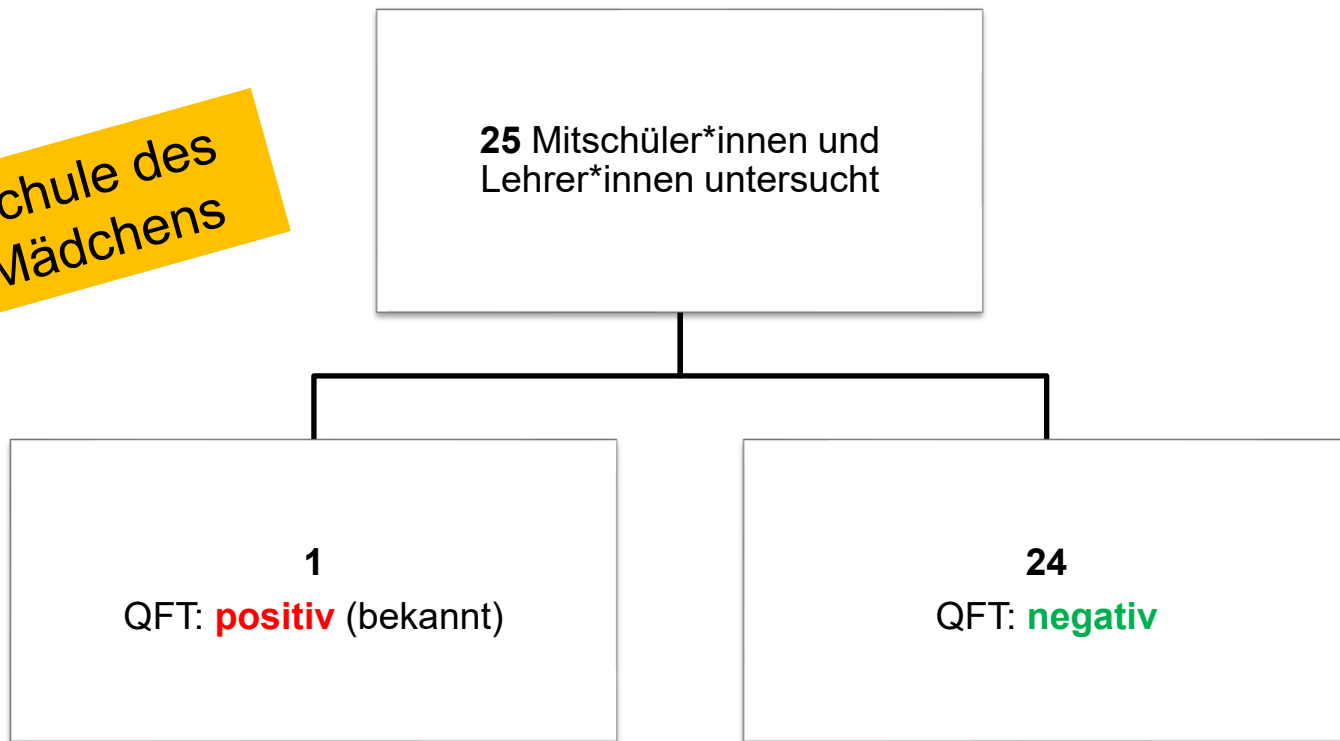 chule des
Mädchens
25 Mitschüler*innen und
Lehrer*innen untersucht
1
QFT: positiv (bekannt)
24
QFT: negativ